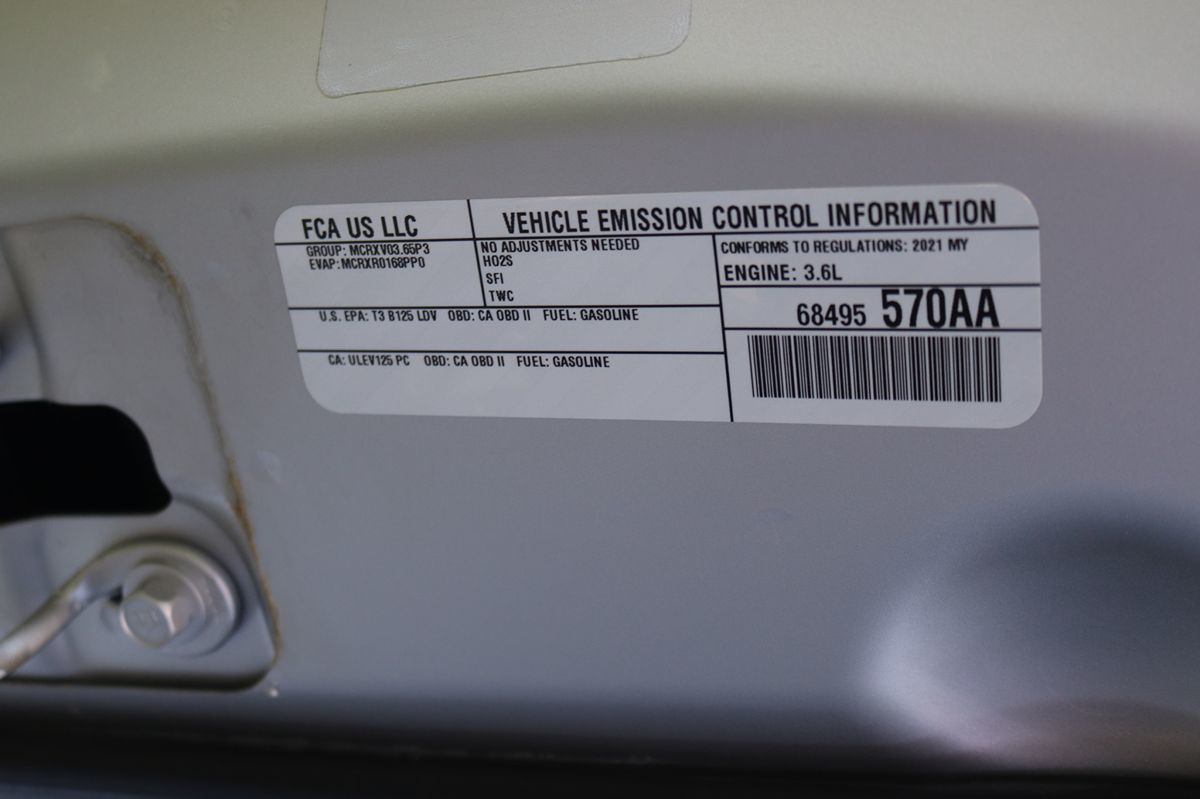 FCA US LLC
VEHICLE EMISSION CONTROL INFORMATION
GROUP: MCRXV03.65P3
EVAP: MCRXR0168PP0
NO ADJUSTMENTS NEEDED
HO2S
SFI
TWC
CONFORMS TO REGULATIONS: 2021 MY
ENGINE: 3.6L
U.S. EPA: T3 B125 LDV OBD: CA OBD II FUEL: GASOLINE
68495 570AA
CA: ULEV125 PC OBD: CA OBD II FUEL: GASOLINE